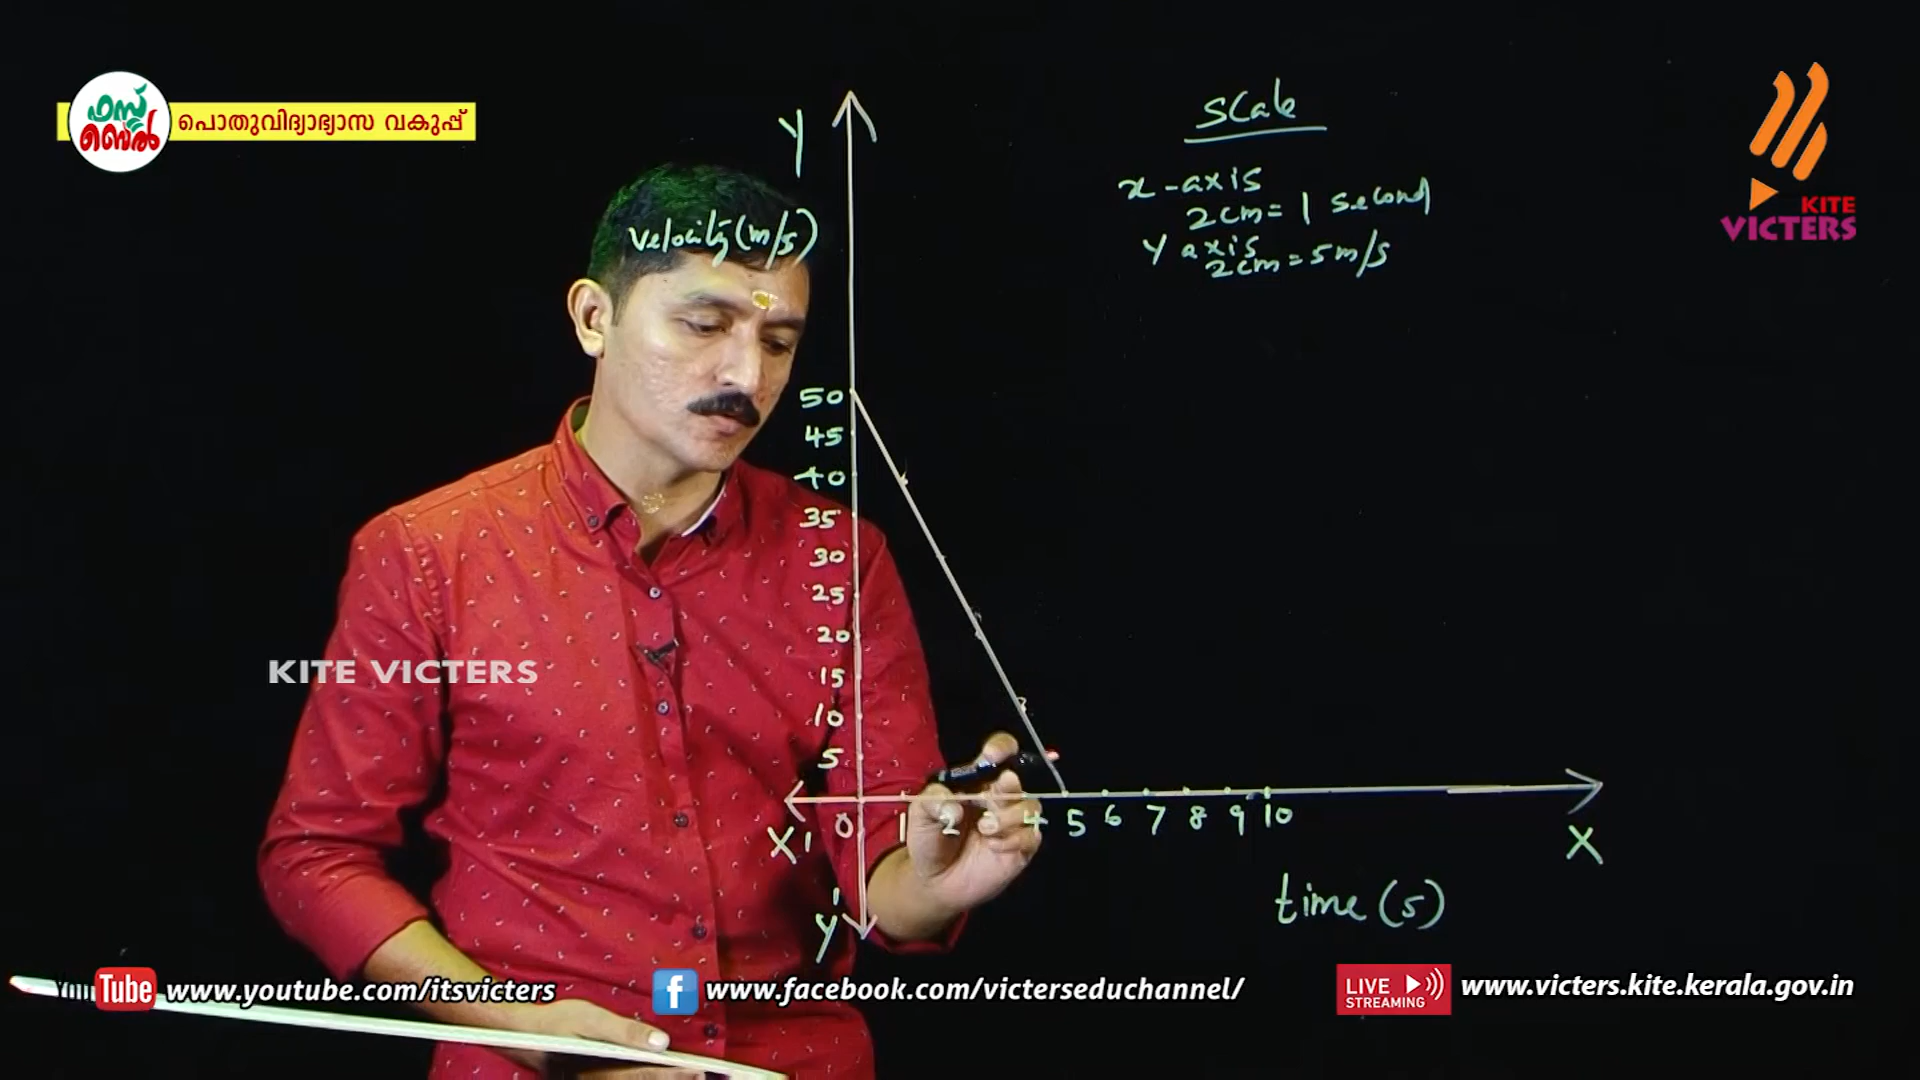 ഫസ്റ്റ്
ബെൽ
പൊതുവിദ്യാഭ്യാസ വകുപ്പ്
Y
Scale
x-axis
2cm = 1 second
Y axis
2cm = 5m/s
KITE
VICTERS
velocity(m/s)
50
45
40
35
30
25
20
15
10
5
KITE VICTERS
X' 0 1 2 3 4 5 6 7 8 9 10 X
Y'
time (s)
YouTube www.youtube.com/itsvicters
f www.facebook.com/victerseduchannel/
LIVE STREAMING www.victers.kite.kerala.gov.in